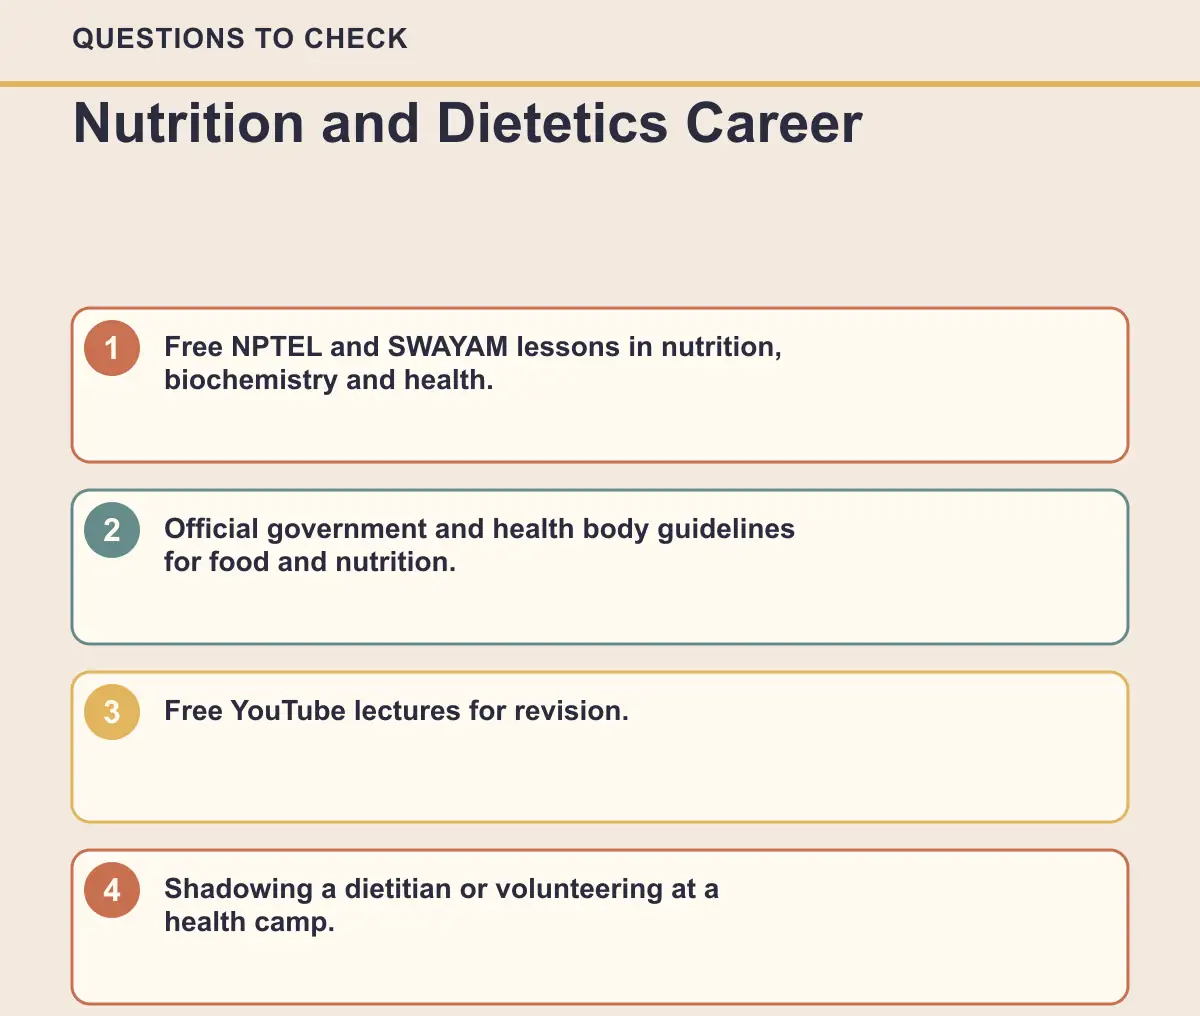 QUESTIONS TO CHECK
Nutrition and Dietetics Career
1
Free NPTEL and SWAYAM lessons in nutrition,
biochemistry and health.
2
Official government and health body guidelines
for food and nutrition.
3
Free YouTube lectures for revision.
4
Shadowing a dietitian or volunteering at a
health camp.